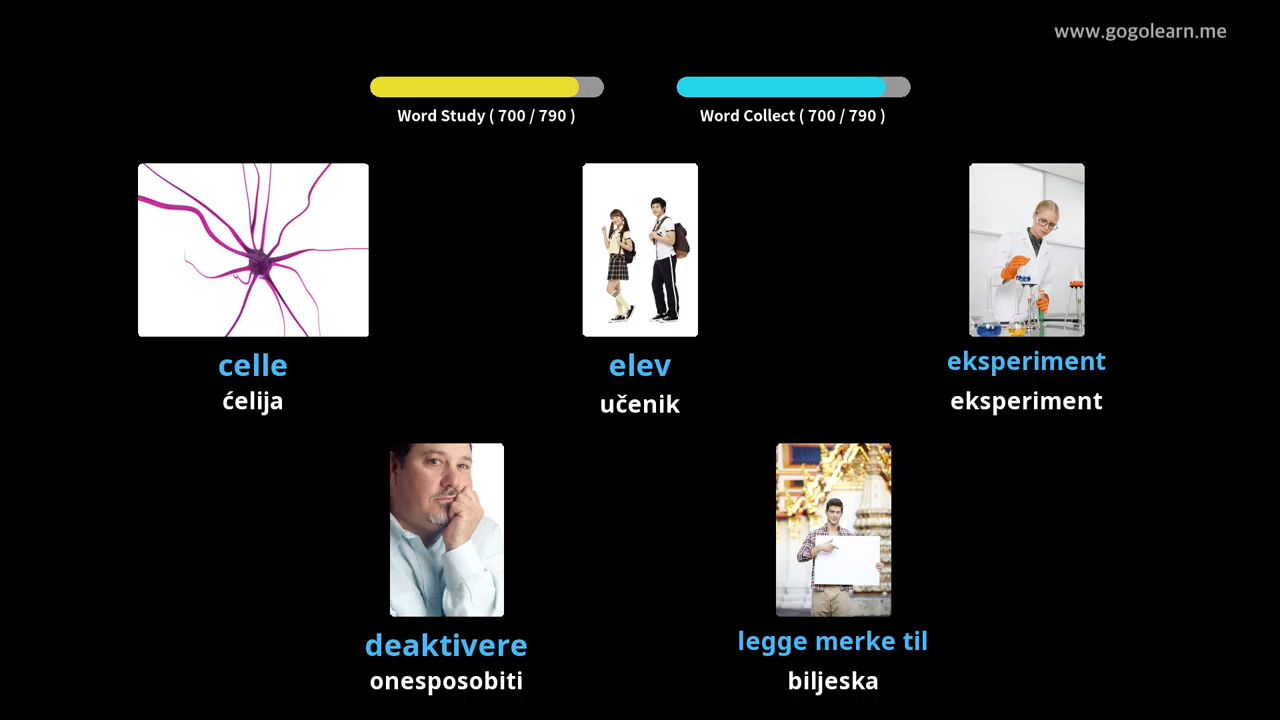 www.gogolearn.me
Word Study ( 700 / 790 )
Word Collect ( 700 / 790 )
celle
ćelija
elev
učenik
eksperiment
eksperiment
deaktivere
onesposobiti
legge merke til
biljeska